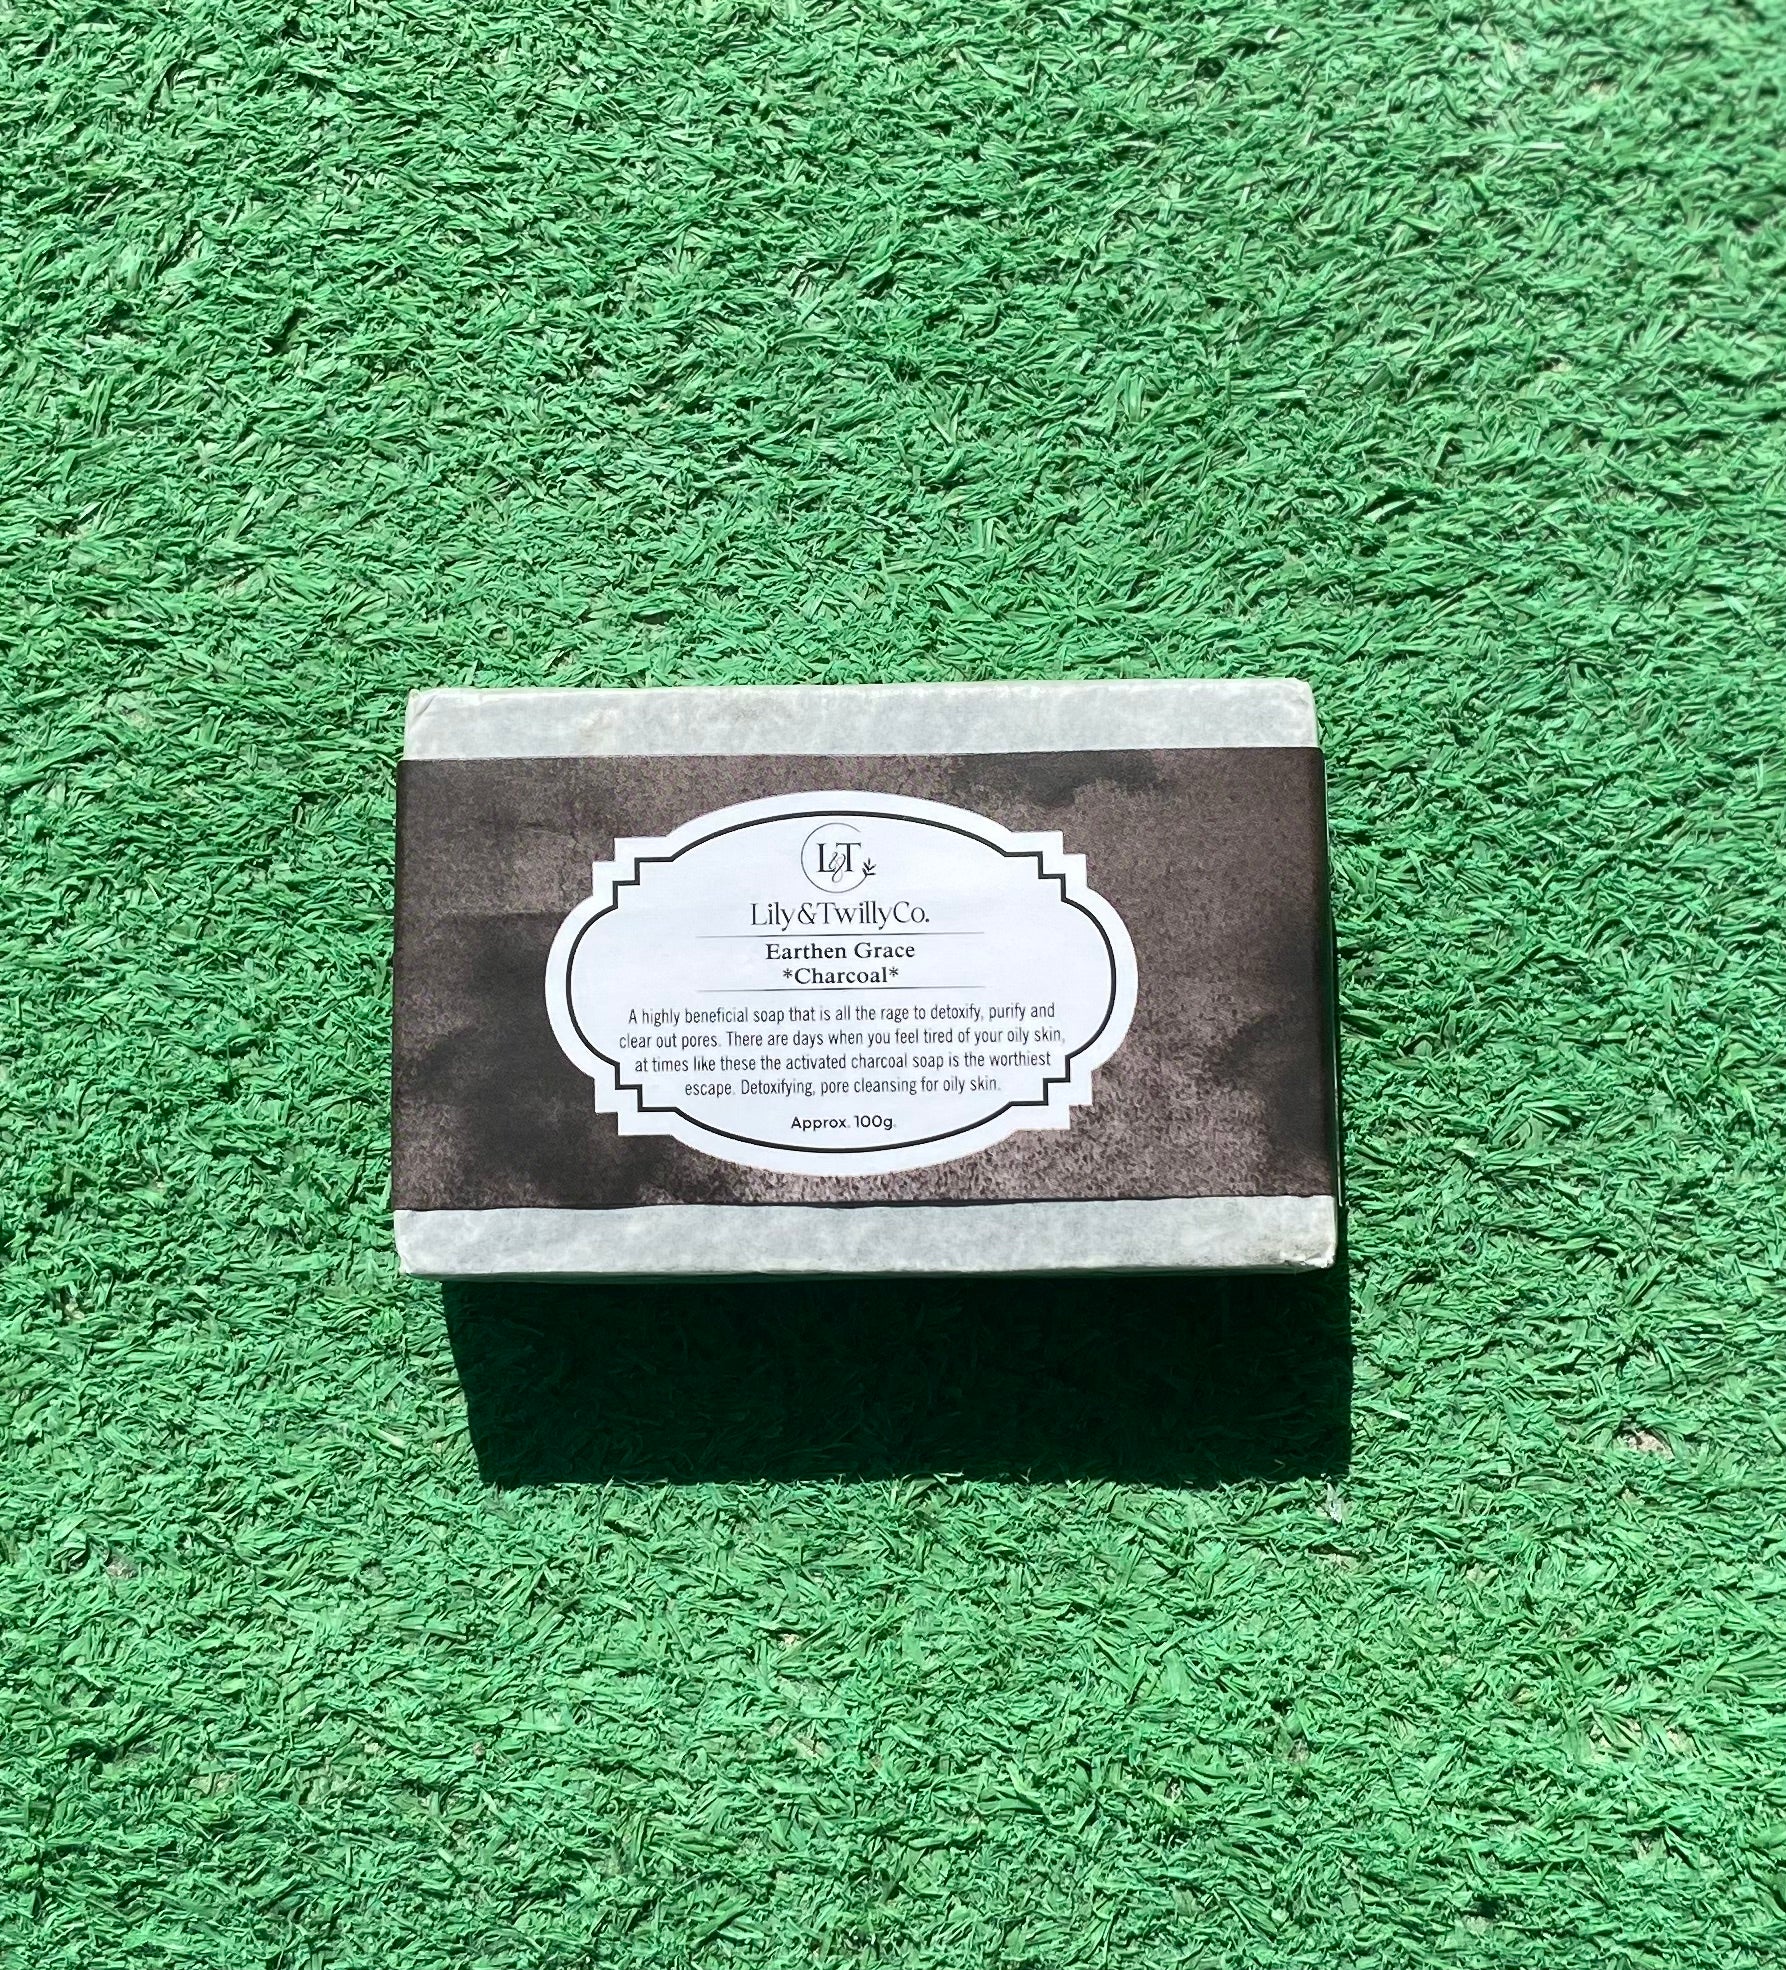 L&T
Lily&TwillyCo.
Earthen Grace
*Charcoal*
A highly beneficial soap that is all the rage to detoxify, purify and
clear out pores. There are days when you feel tired of your oily skin,
at times like these the activated charcoal soap is the worthiest
escape. Detoxifying, pore cleansing for oily skin.
Approx. 100g.